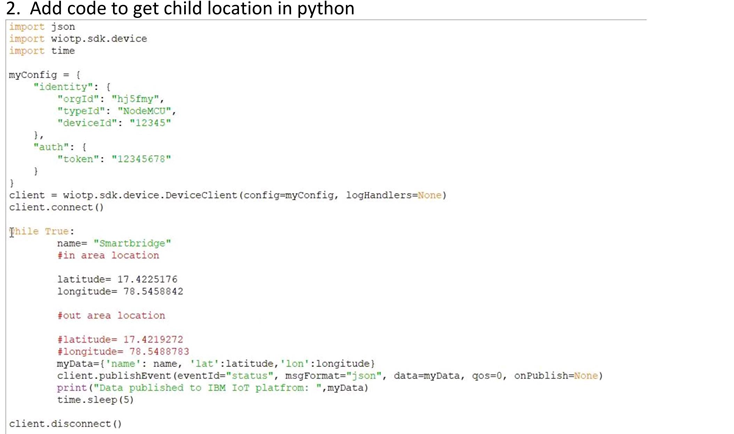 2. Add code to get child location in python
import json
import wiotp.sdk.device
import time
myConfig = {
"identity": {
"orgId": "hj5fmy",
"typeId": "NodeMCU",
"deviceId": "12345"
},
"auth": {
"token": "12345678"
}
}
client = wiotp.sdk.device.DeviceClient(config=myConfig, logHandlers=None)
client.connect()
while True:
name= "Smartbridge"
#in area location
latitude= 17.4225176
longitude= 78.5458842
#out area location
#latitude= 17.4219272
#longitude= 78.5488783
myData={'name': name, 'lat':latitude,'lon':longitude}
client.publishEvent(eventId="status", msgFormat="json", data=myData, qos=0, onPublish=None)
print("Data published to IBM IoT platfrom: ",myData)
time.sleep(5)
client.disconnect()